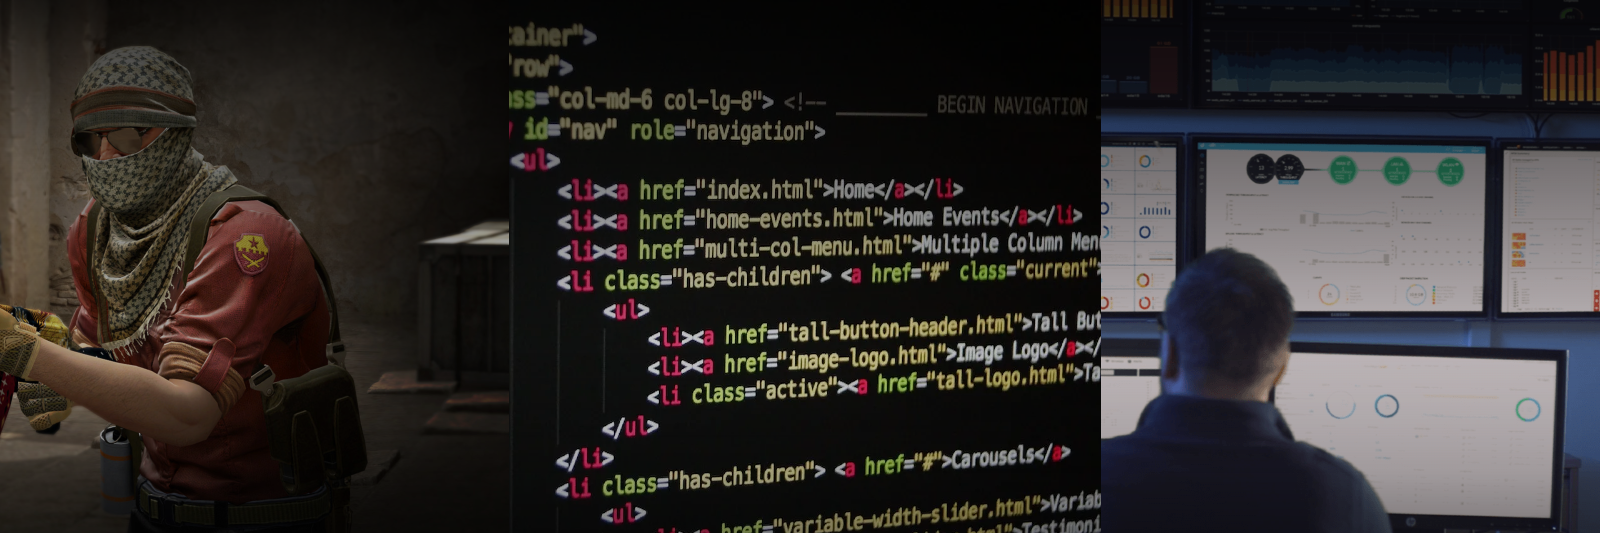 ainer">
"row">
ss="col-md-6 col-lg-8"> <!-- __________ BEGIN NAVIGATION
id="nav" role="navigation">
<ul>
<li><a href="index.html">Home</a></li>
<li><a href="home-events.html">Home Events</a></li>
<li><a href="multi-col-menu.html">Multiple Column Men
<li class="has-children"> <a href="#" class="current"
<ul>
<li><a href="tall-button-header.html">Tall But
<li><a href="image-logo.html">Image Logo</a></
<li class="active"><a href="tall-logo.html">Ta
</ul>
</li>
<li class="has-children"> <a href="#">Carousels</a>
<ul>
<li><a href="variable-width-slider.html">Variab
">Testimoni